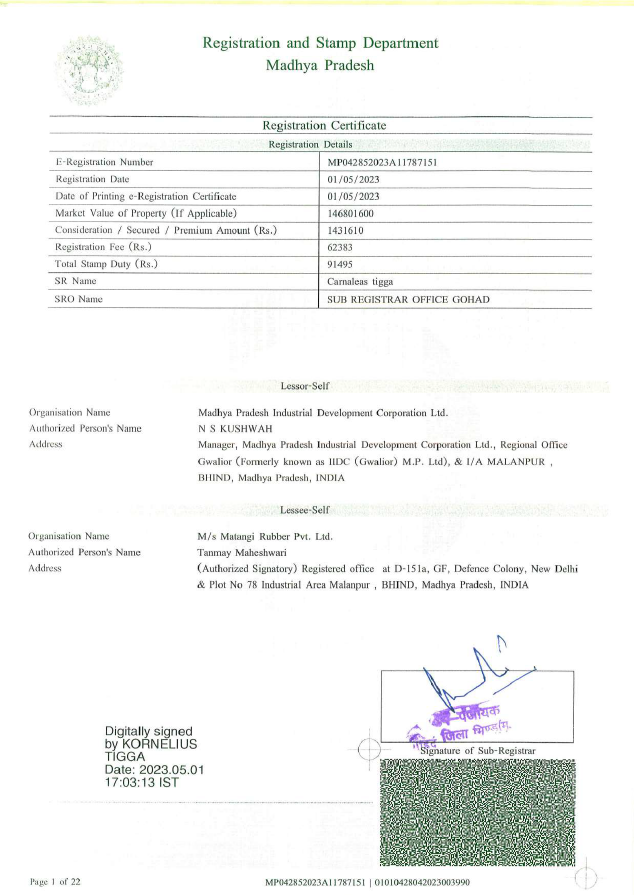 Registration and Stamp Department
Madhya Pradesh
Registration Certificate
Registration Details
E-Registration Number MP042852023A11787151
Registration Date 01/05/2023
Date of Printing e-Registration Certificate 01/05/2023
Market Value of Property (If Applicable) 146801600
Consideration / Secured / Premium Amount (Rs.) 1431610
Registration Fee (Rs.) 62383
Total Stamp Duty (Rs.) 91495
SR Name Carnaleas tigga
SRO Name SUB REGISTRAR OFFICE GOHAD
Lessor-Self
Organisation Name Madhya Pradesh Industrial Development Corporation Ltd.
Authorized Person's Name N S KUSHWAH
Address Manager, Madhya Pradesh Industrial Development Corporation Ltd., Regional Office
Gwalior (Formerly known as IIDC (Gwalior) M.P. Ltd), & I/A MALANPUR ,
BHIND, Madhya Pradesh, INDIA
Lessee-Self
Organisation Name M/s Matangi Rubber Pvt. Ltd.
Authorized Person's Name Tanmay Maheshwari
Address (Authorized Signatory) Registered office at D-151a, GF, Defence Colony, New Delhi
& Plot No 78 Industrial Area Malanpur , BHIND, Madhya Pradesh, INDIA
उप-पंजीयक
जिला भिण्ड
Signature of Sub-Registrar
Digitally signed
by KORNELIUS
TIGGA
Date: 2023.05.01
17:03:13 IST
Page 1 of 22 MP042852023A11787151 | 01010428042023003990